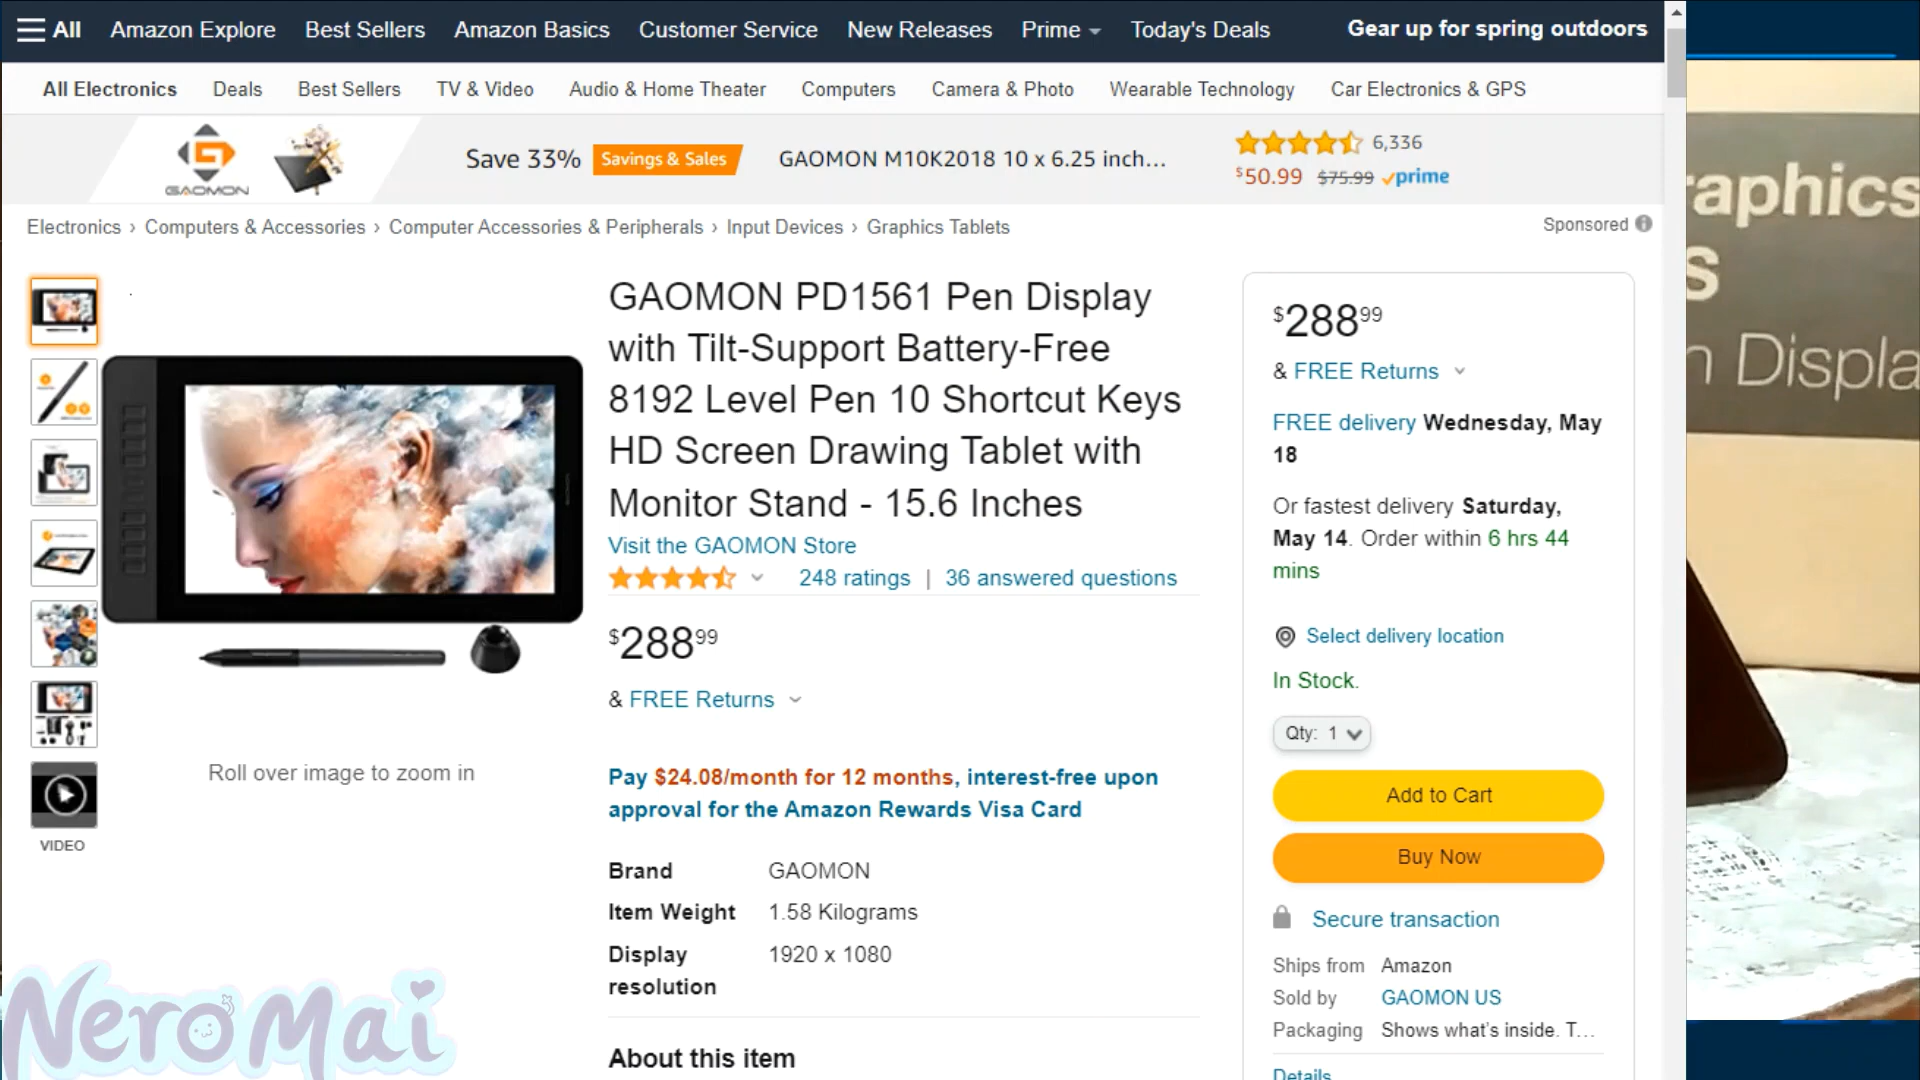 All Amazon Explore Best Sellers Amazon Basics Customer Service New Releases Prime Today's Deals Gear up for spring outdoors
All Electronics Deals Best Sellers TV & Video Audio & Home Theater Computers Camera & Photo Wearable Technology Car Electronics & GPS
GAOMON
Save 33% Savings & Sales GAOMON M10K2018 10 x 6.25 inch...
6,336
$50.99 $75.99 prime
Electronics › Computers & Accessories › Computer Accessories & Peripherals › Input Devices › Graphics Tablets
Sponsored
GAOMON PD1561 Pen Display
with Tilt-Support Battery-Free
8192 Level Pen 10 Shortcut Keys
HD Screen Drawing Tablet with
Monitor Stand - 15.6 Inches
Visit the GAOMON Store
248 ratings | 36 answered questions
$288 99
& FREE Returns
Pay $24.08/month for 12 months, interest-free upon
approval for the Amazon Rewards Visa Card
Brand GAOMON
Item Weight 1.58 Kilograms
Display 1920 x 1080
resolution
About this item
Roll over image to zoom in
VIDEO
$288 99
& FREE Returns
FREE delivery Wednesday, May
18
Or fastest delivery Saturday,
May 14. Order within 6 hrs 44
mins
Select delivery location
In Stock.
Qty: 1
Add to Cart
Buy Now
Secure transaction
Ships from Amazon
Sold by GAOMON US
Packaging Shows what's inside. T...
Details
raphics
s
n Displa
NeroMai